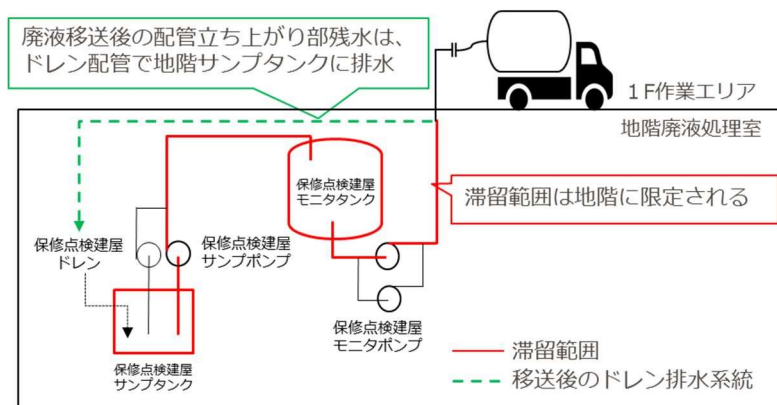 廃液移送後の配管立ち上がり部残水は、
ドレン配管で地階サンプタンクに排水
1F作業エリア
地階廃液処理室
保修点検建屋
モニタタンク
滞留範囲は地階に限定される
保修点検建屋
ドレン
保修点検建屋
サンプポンプ
保修点検建屋
モニタポンプ
保修点検建屋
サンプタンク
滞留範囲
移送後のドレン排水系統